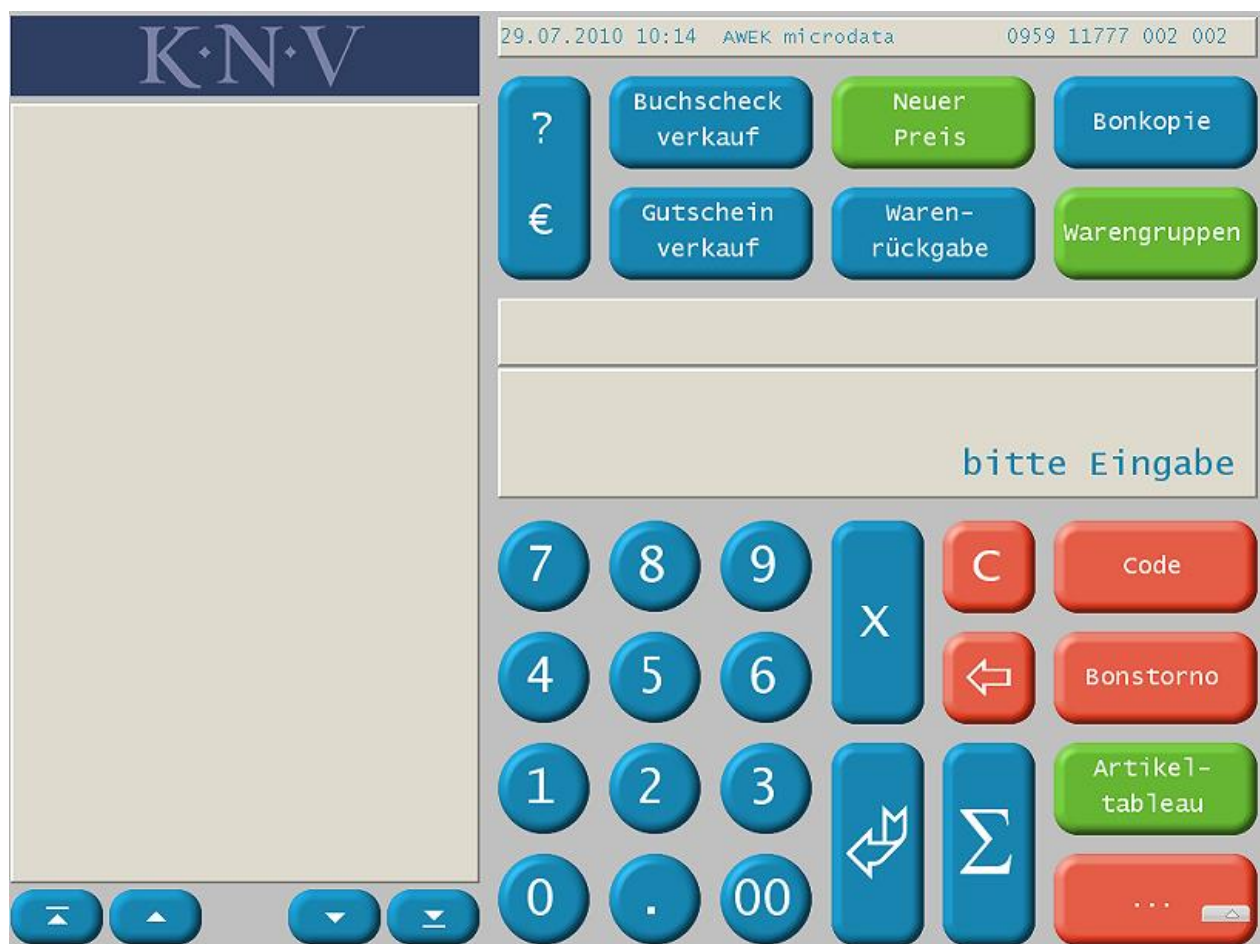 K·N·V
29.07.2010 10:14 AWEK microdata 0959 11777 002 002
?
€
Buchscheck
verkauf
Neuer
Preis
Bonkopie
Gutschein
verkauf
Waren-
rückgabe
Warengruppen
bitte Eingabe
7 8 9
X
C
Code
4 5 6
Bonstorno
1 2 3
Σ
Artikel-
tableau
0 . 00
...